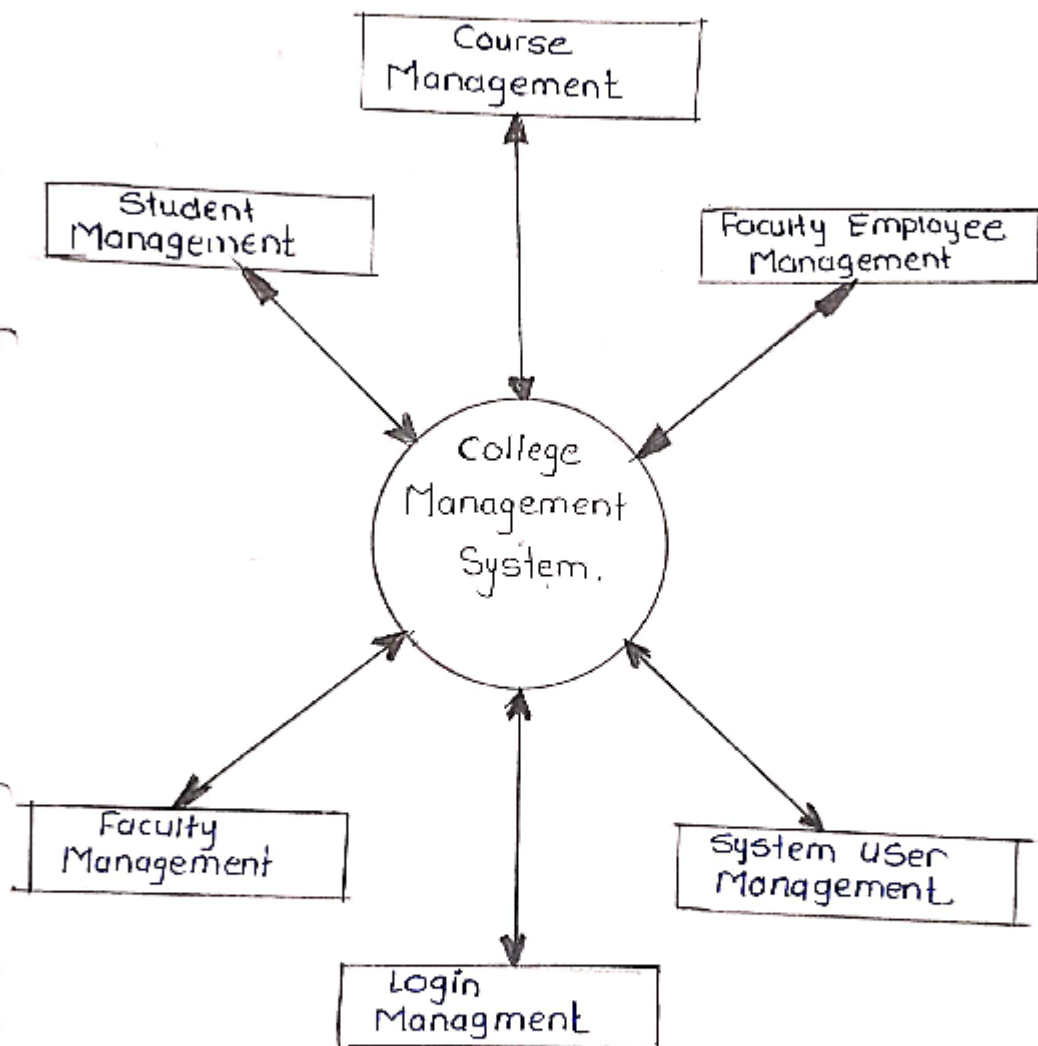 Course
Management
Student
Management
Faculty Employee
Management
College
Management
System.
Faculty
Management
System User
Management
Login
Managment